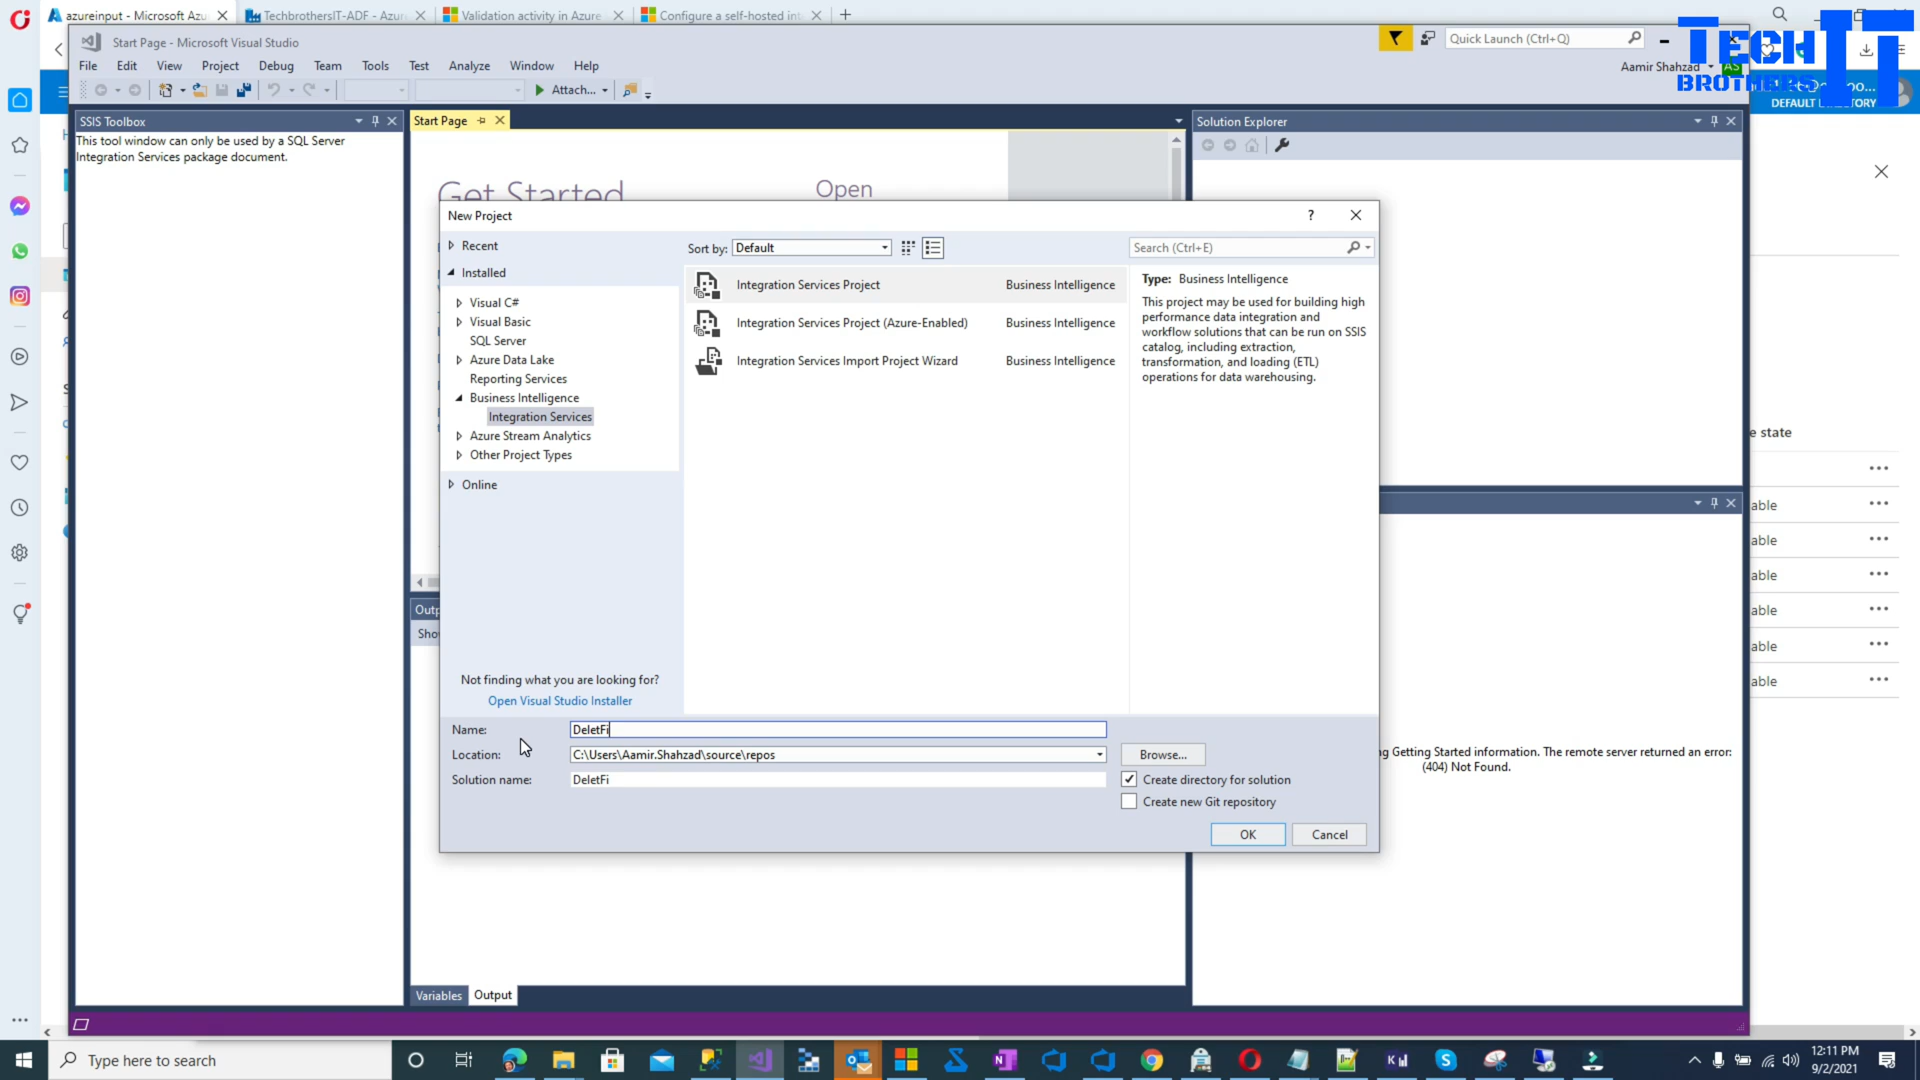 azureinput - Microsoft Azu
TechbrothersIT-ADF - Azure
Validation activity in Azure
Configure a self-hosted int
Start Page - Microsoft Visual Studio
Quick Launch (Ctrl+Q)
TECH IT
BROTHERS
File Edit View Project Debug Team Tools Test Analyze Window Help
Aamir Shahzad
AS
Attach...
DEFAULT DIRECTORY
SSIS Toolbox
Start Page
Solution Explorer
This tool window can only be used by a SQL Server
Integration Services package document.
Get Started
Open
New Project
Recent
Sort by: Default
Search (Ctrl+E)
Installed
Visual C#
Visual Basic
SQL Server
Azure Data Lake
Reporting Services
Business Intelligence
Integration Services
Azure Stream Analytics
Other Project Types
Online
Integration Services Project Business Intelligence
Integration Services Project (Azure-Enabled) Business Intelligence
Integration Services Import Project Wizard Business Intelligence
Type: Business Intelligence
This project may be used for building high
performance data integration and
workflow solutions that can be run on SSIS
catalog, including extraction,
transformation, and loading (ETL)
operations for data warehousing.
e state
able
able
able
able
able
able
Outp
Sho
Not finding what you are looking for?
Open Visual Studio Installer
Name: DeletFi
Location: C:\Users\Aamir.Shahzad\source\repos
Browse...
Solution name: DeletFi
Create directory for solution
Create new Git repository
OK Cancel
g Getting Started information. The remote server returned an error:
(404) Not Found.
Variables Output
Type here to search
12:11 PM
9/2/2021